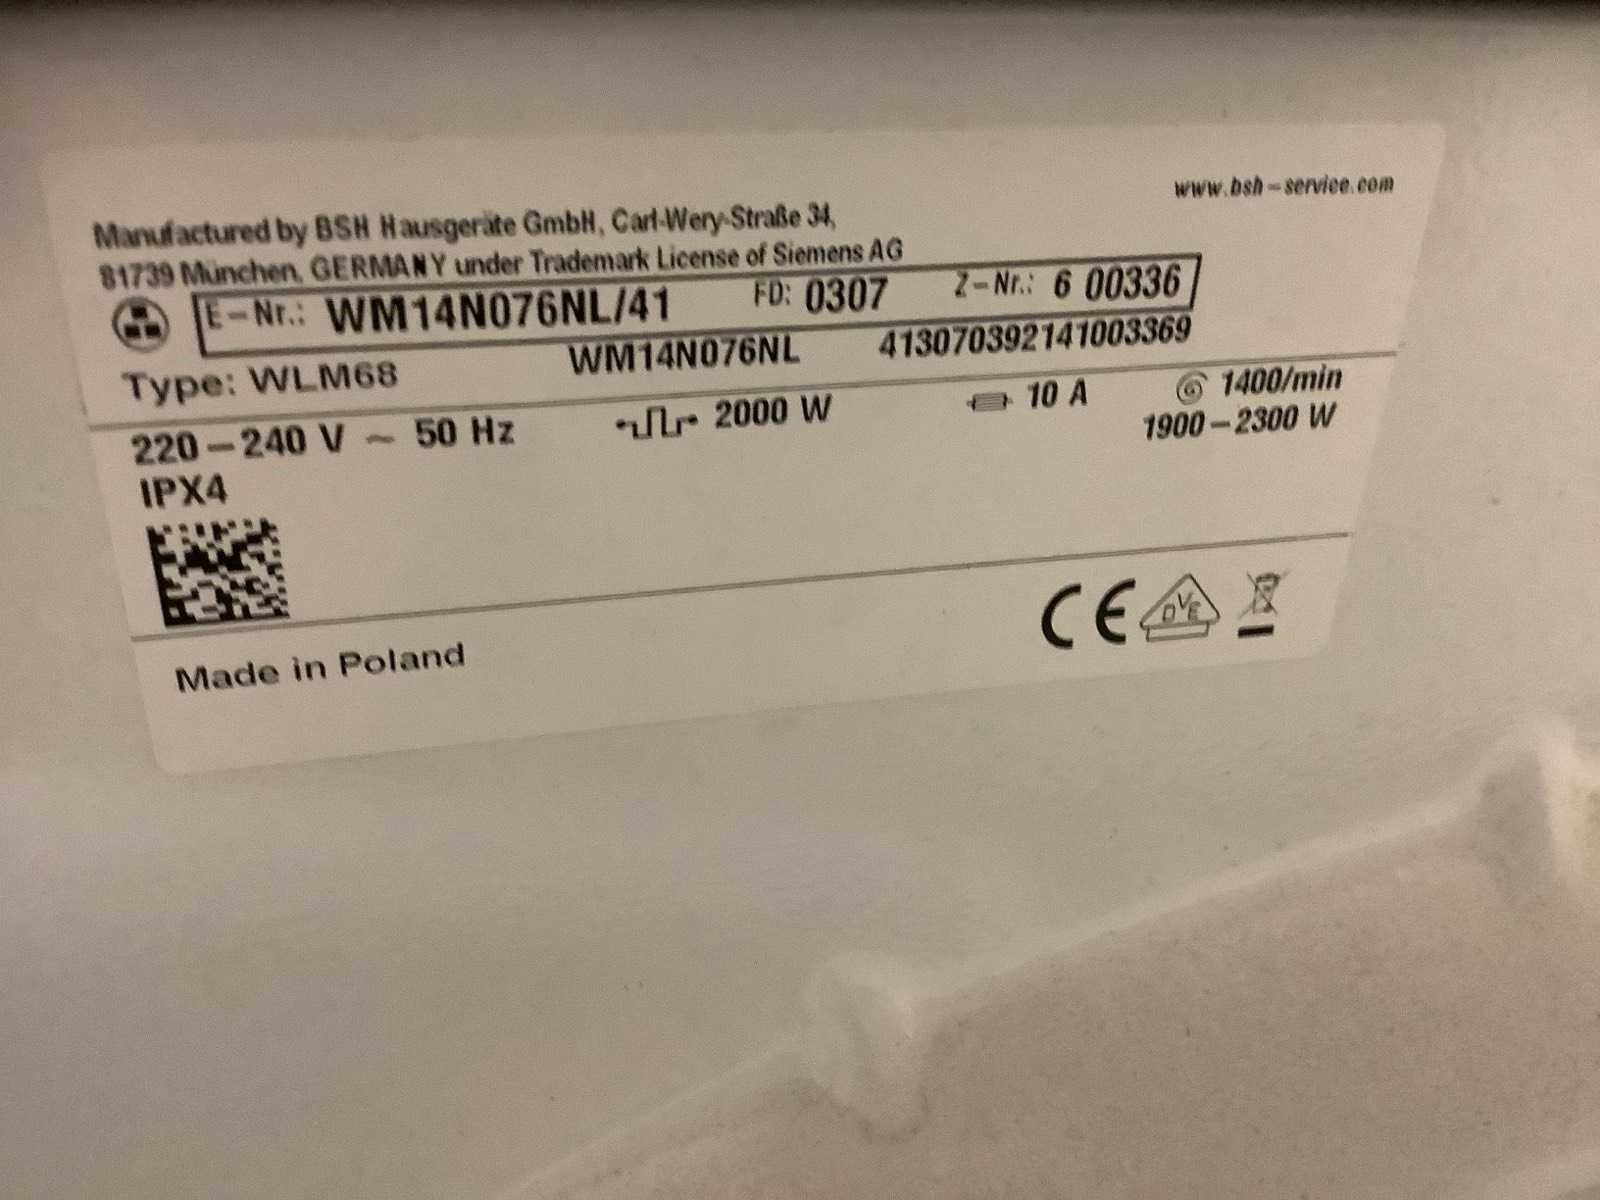 www.bsh-service.com
Manufactured by BSH Hausgeräte GmbH, Carl-Wery-Straße 34,
81739 München, GERMANY under Trademark License of Siemens AG
E-Nr.: WM14N076NL/41 FD: 0307 Z-Nr.: 6 00336
Type: WLM68 WM14N076NL 413070392141003369
220-240 V ~ 50 Hz 2000 W 10 A 1400/min
1900-2300 W
IPX4
CE DVE
Made in Poland